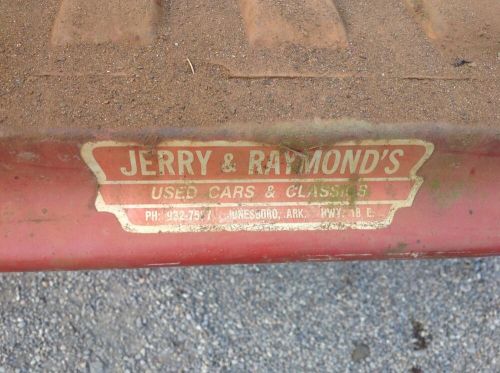 JERRY & RAYMOND'S
USED CARS & CLASSICS
PH: JONESBORO, ARK. HWY. 18 E.